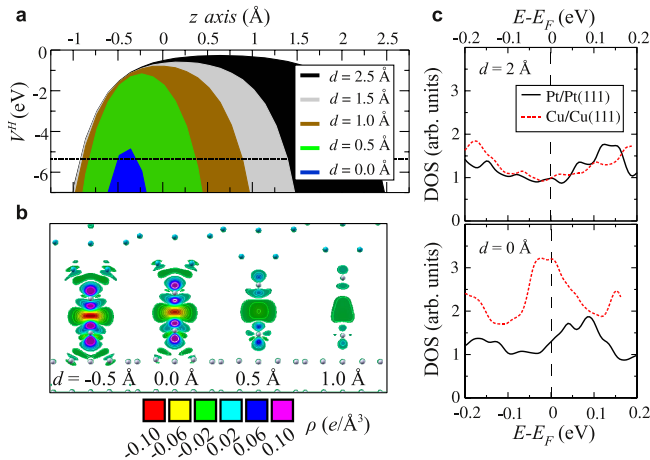 a
z axis (Å)
-1 -0.5 0 0.5 1 1.5 2 2.5
V^H (eV)
0
-2
-4
-6
d = 2.5 Å
d = 1.5 Å
d = 1.0 Å
d = 0.5 Å
d = 0.0 Å
b
d = -0.5 Å 0.0 Å 0.5 Å 1.0 Å
-0.10 -0.06 -0.02 0.02 0.06 0.10
ρ (e/Å³)
c
E-E_F (eV)
-0.2 -0.1 0 0.1 0.2
d = 2 Å
Pt/Pt(111)
Cu/Cu(111)
DOS (arb. units)
3
2
1
0
d = 0 Å
DOS (arb. units)
3
2
1
0
-0.2 -0.1 0 0.1 0.2
E-E_F (eV)